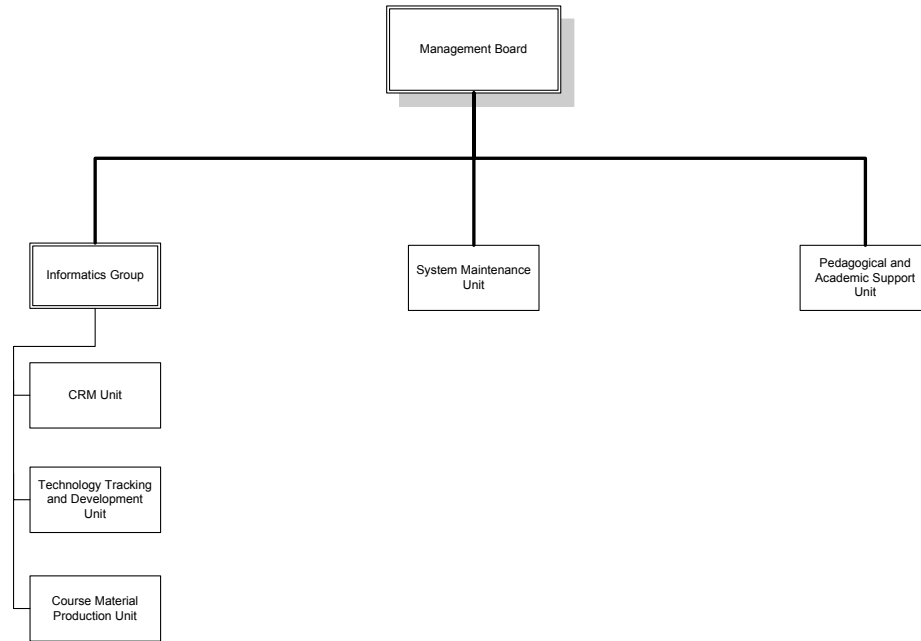 Management Board
Informatics Group
System Maintenance
Unit
Pedagogical and
Academic Support
Unit
CRM Unit
Technology Tracking
and Development
Unit
Course Material
Production Unit